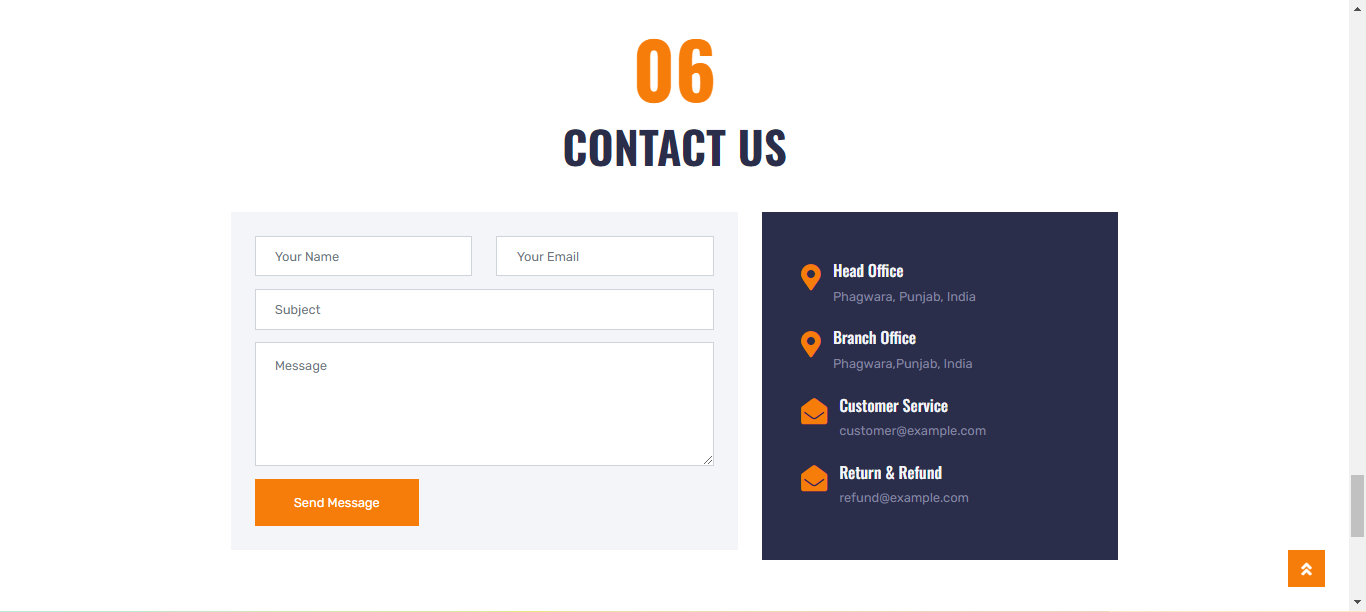 06
CONTACT US
Your Name
Your Email
Subject
Message
Send Message
Head Office
Phagwara, Punjab, India
Branch Office
Phagwara,Punjab, India
Customer Service
customer@example.com
Return & Refund
refund@example.com